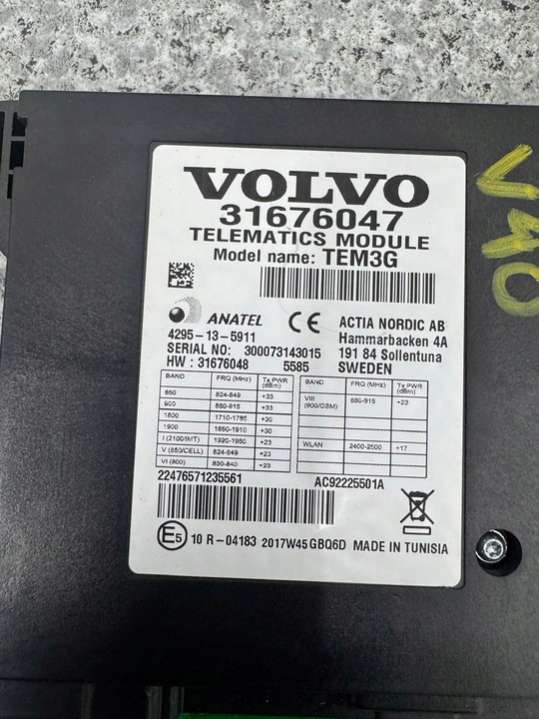 VOLVO
31676047
TELEMATICS MODULE
Model name: TEM3G
ANATEL CE ACTIA NORDIC AB
4295-13-5911 Hammarbacken 4A
SERIAL NO: 300073143015 191 84 Sollentuna
HW : 31676048 5585 SWEDEN
BAND FRQ (MHz) Tx PWR (dBm) BAND FRQ (MHz) Tx PWR (dBm)
850 824-849 +33 VIII (900/GSM) 880-915 +23
900 880-915 +33
1800 1710-1785 +30
1900 1850-1910 +30
I (2100/IMT) 1920-1980 +23 WLAN 2400-2500 +17
V (850/CELL) 824-849 +23
VI (800) 830-840 +23
22476571235561 AC92225501A
E5 10 R-04183 2017W45 GBQ6D MADE IN TUNISIA
V40